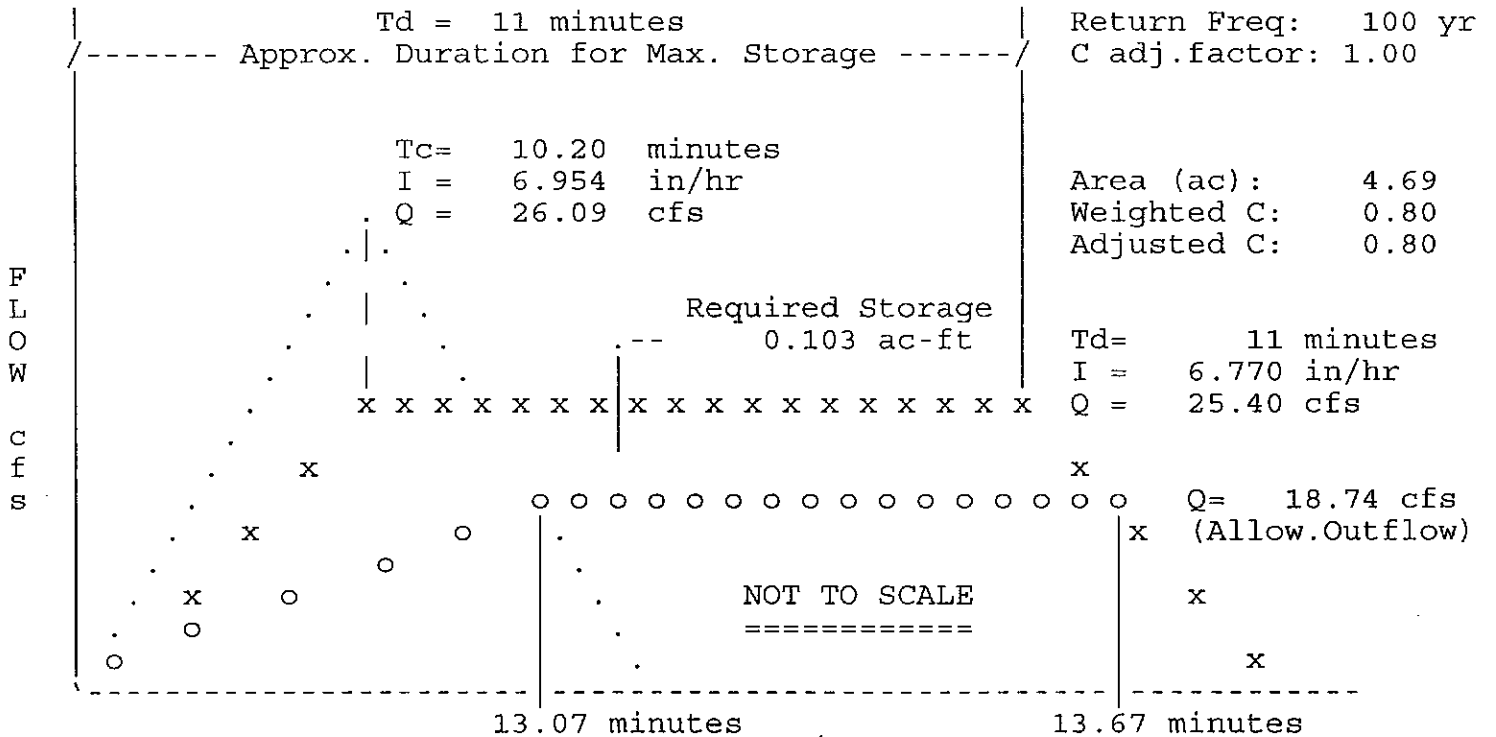 Td = 11 minutes
/------- Approx. Duration for Max. Storage ------/
Return Freq: 100 yr
C adj.factor: 1.00
Tc= 10.20 minutes
I = 6.954 in/hr
. Q = 26.09 cfs
Area (ac): 4.69
Weighted C: 0.80
Adjusted C: 0.80
FLOW cfs
Required Storage
.-- 0.103 ac-ft
Td= 11 minutes
I = 6.770 in/hr
x x x x x x x x x x x x x x x x x x Q = 25.40 cfs
x x
o o o o o o o o o o o o o o o o Q= 18.74 cfs
x o x (Allow.Outflow)
o
x o NOT TO SCALE x
o ============
o x
13.07 minutes 13.67 minutes